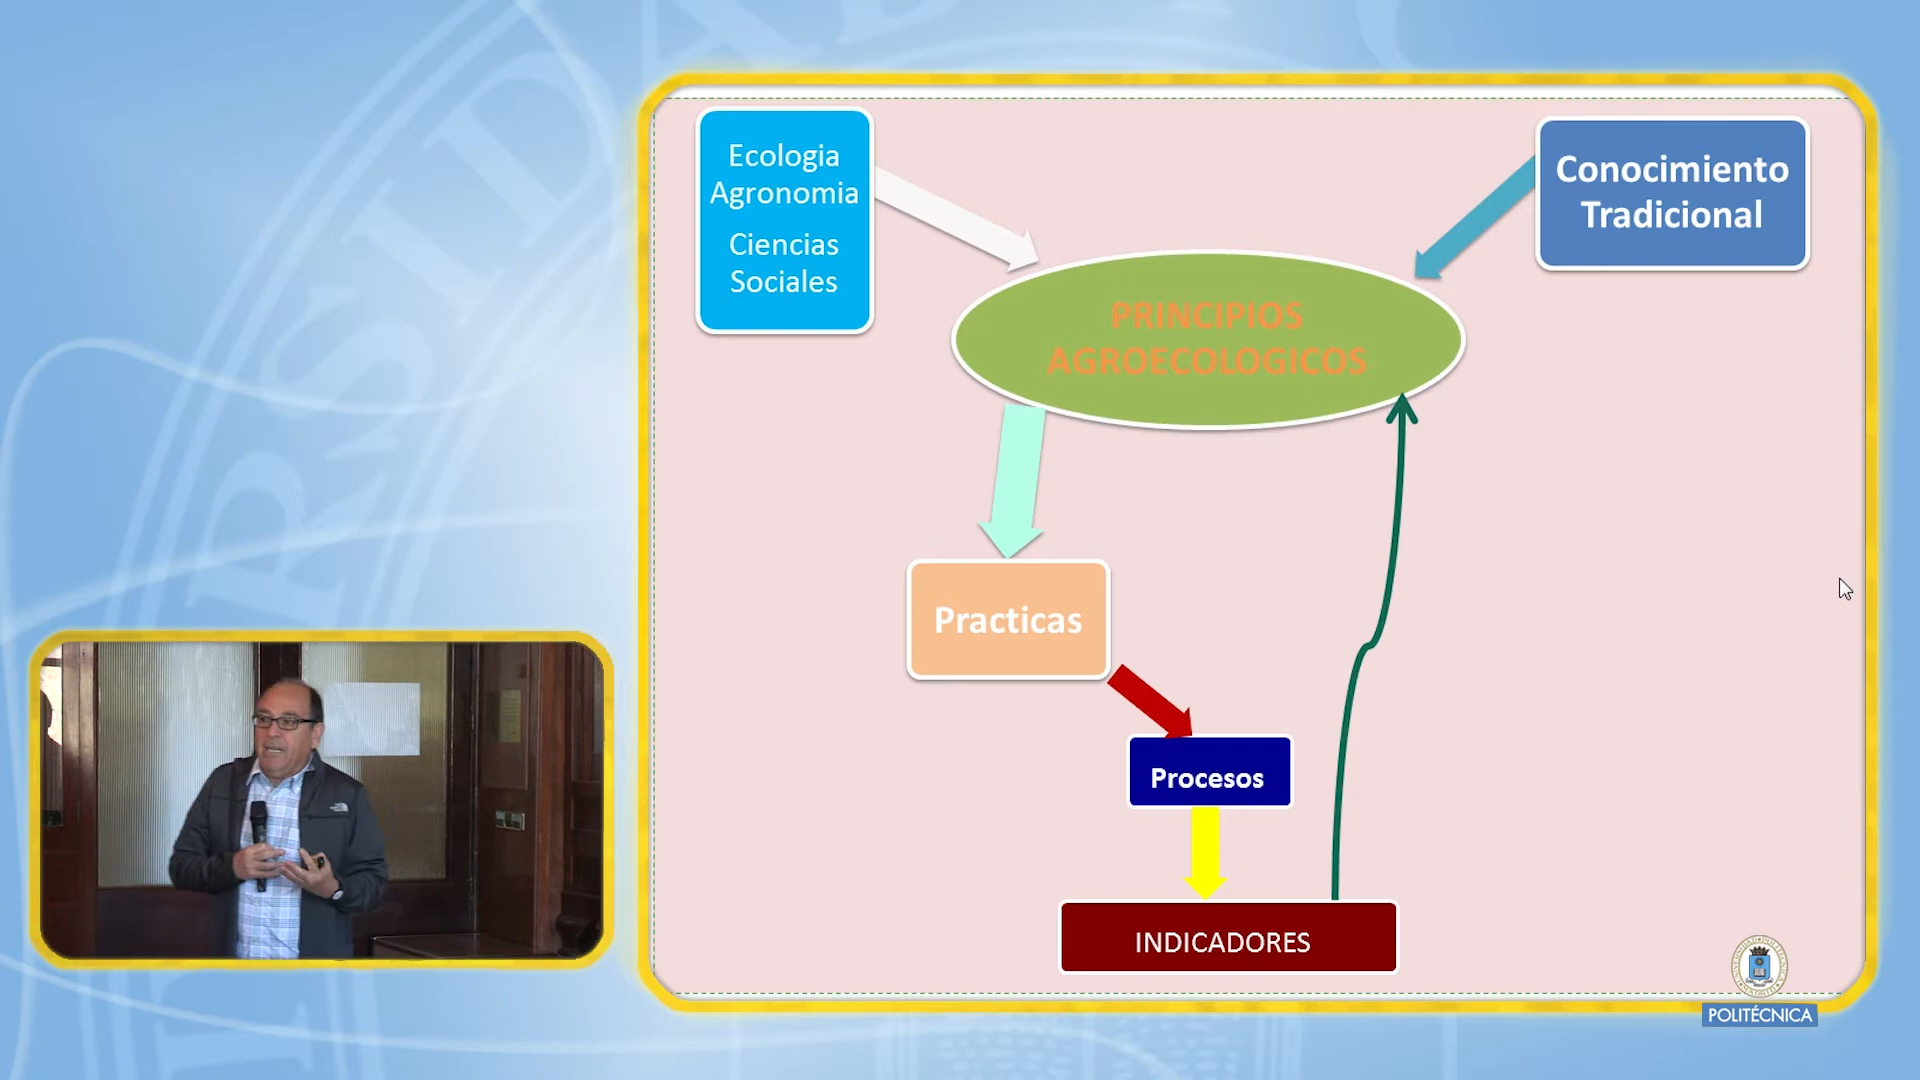 Ecologia
Agronomia
Ciencias
Sociales
Conocimiento
Tradicional
PRINCIPIOS
AGROECOLOGICOS
Practicas
Procesos
INDICADORES
POLITÉCNICA